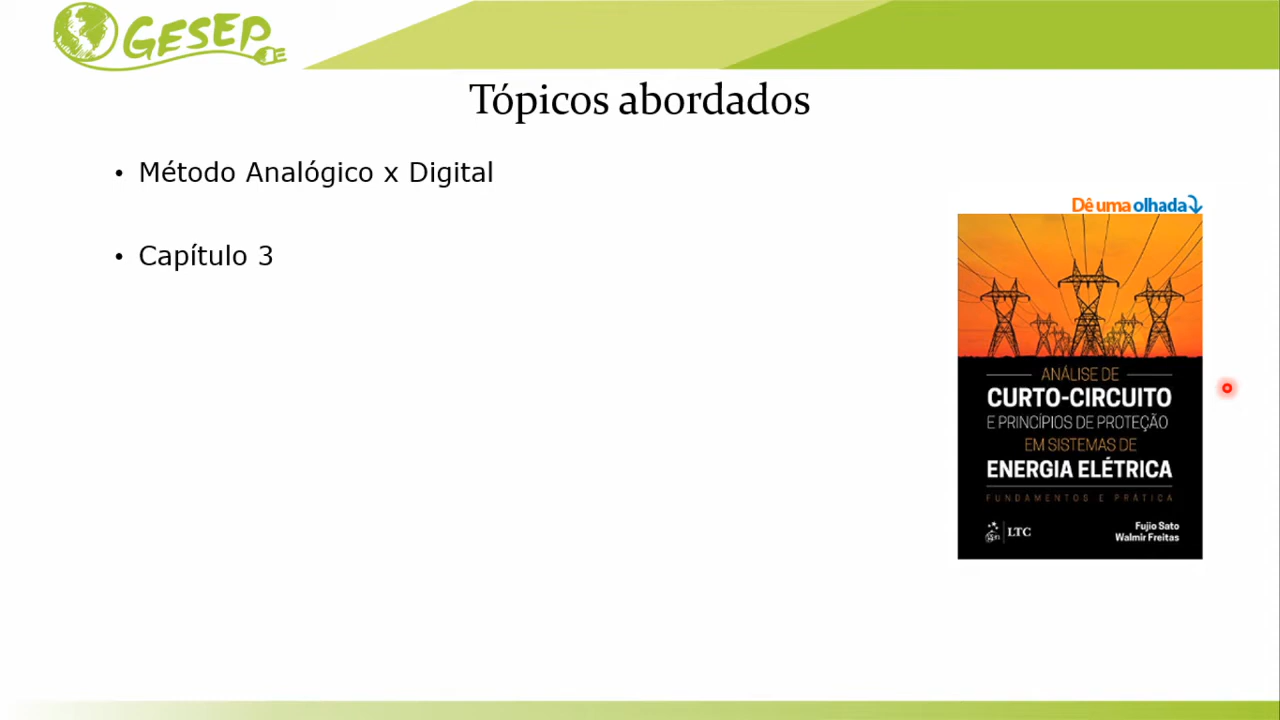 GESEP
Tópicos abordados
• Método Analógico x Digital
• Capítulo 3
Dê uma olhada
ANÁLISE DE
CURTO-CIRCUITO
E PRINCÍPIOS DE PROTEÇÃO
EM SISTEMAS DE
ENERGIA ELÉTRICA
FUNDAMENTOS E PRÁTICA
LTC
Fujio Sato
Walmir Freitas